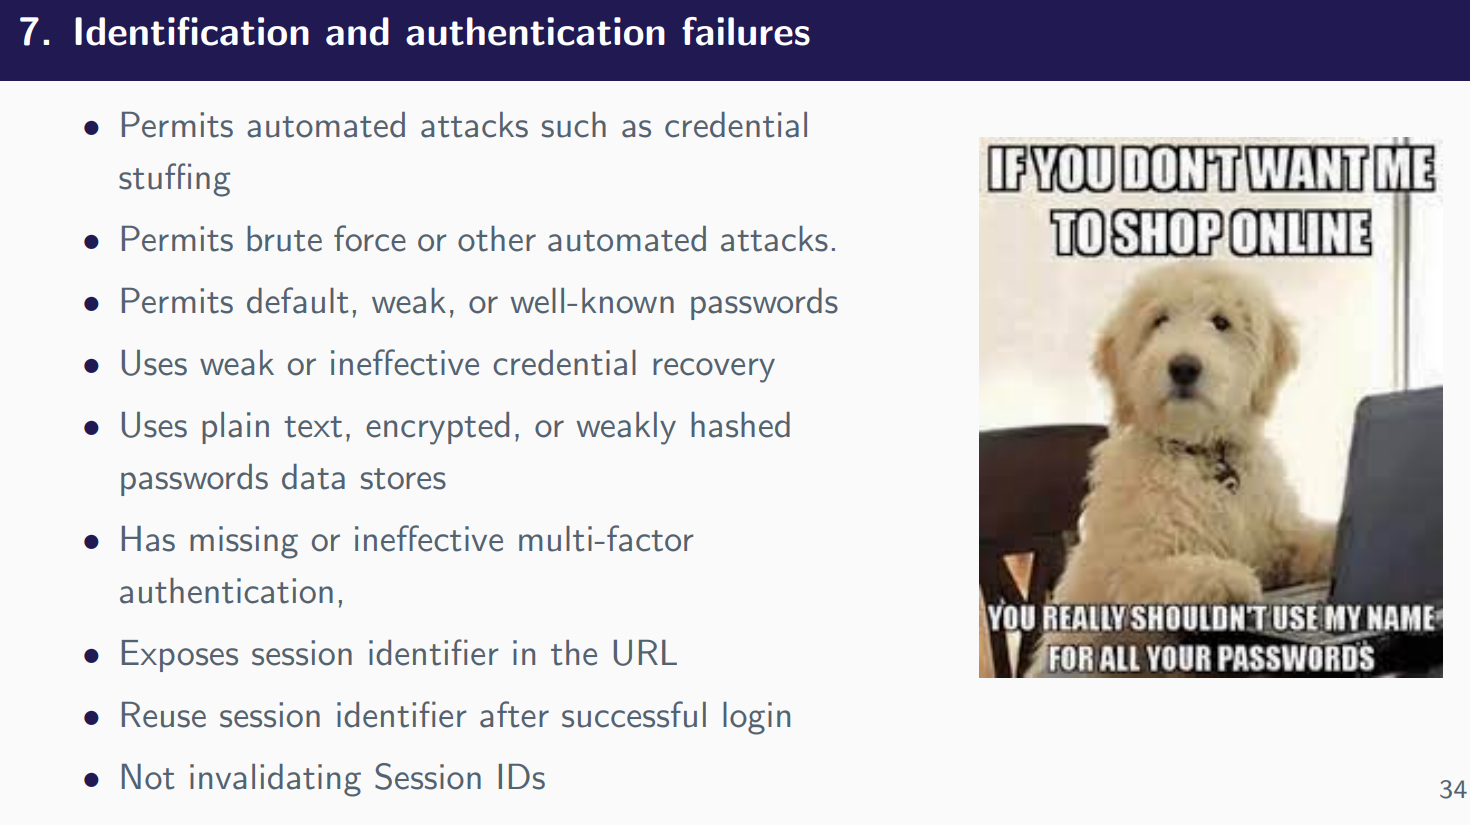 7. Identification and authentication failures
• Permits automated attacks such as credential
stuffing
• Permits brute force or other automated attacks.
• Permits default, weak, or well-known passwords
• Uses weak or ineffective credential recovery
• Uses plain text, encrypted, or weakly hashed
passwords data stores
• Has missing or ineffective multi-factor
authentication,
• Exposes session identifier in the URL
• Reuse session identifier after successful login
• Not invalidating Session IDs
IF YOU DON'T WANT ME
TO SHOP ONLINE
YOU REALLY SHOULDN'T USE MY NAME
FOR ALL YOUR PASSWORDS
34